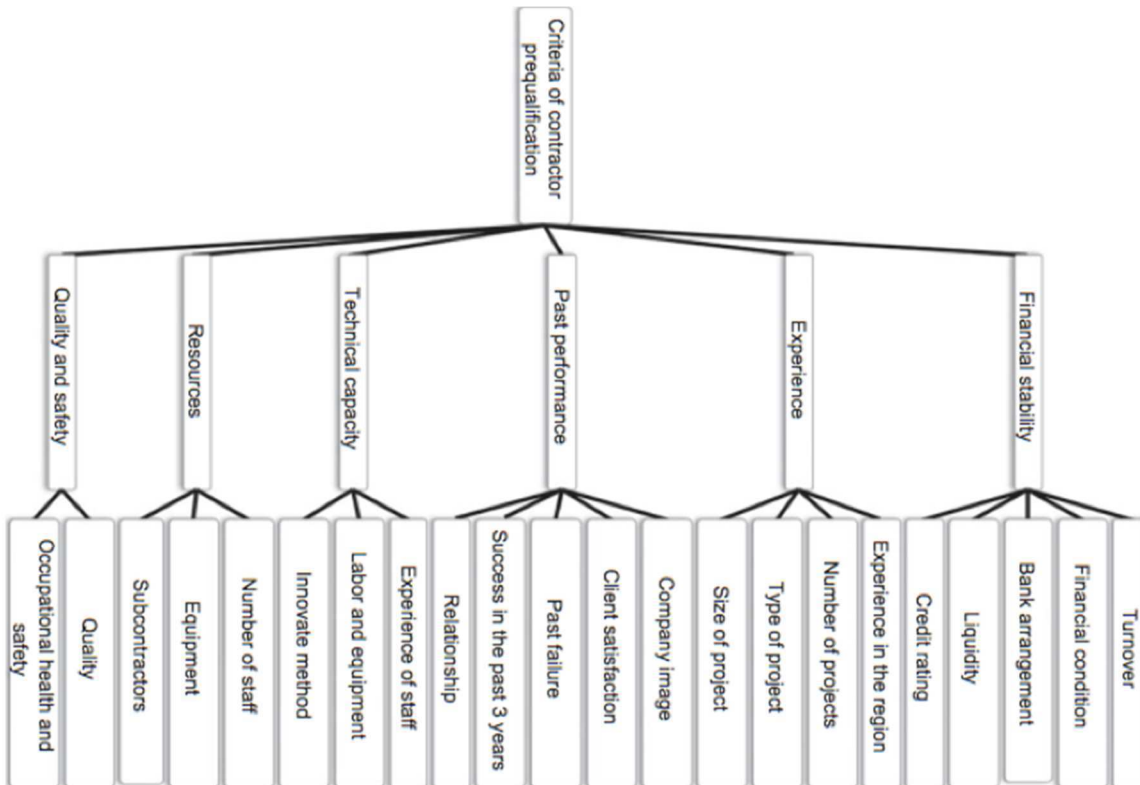 Criteria of contractor
prequalification
Financial stability
Experience
Past performance
Technical capacity
Resources
Quality and safety
Turnover
Financial condition
Bank arrangement
Liquidity
Credit rating
Experience in the region
Number of projects
Type of project
Size of project
Company image
Client satisfaction
Past failure
Success in the past 3 years
Relationship
Experience of staff
Labor and equipment
Innovate method
Number of staff
Equipment
Subcontractors
Quality
Occupational health and
safety